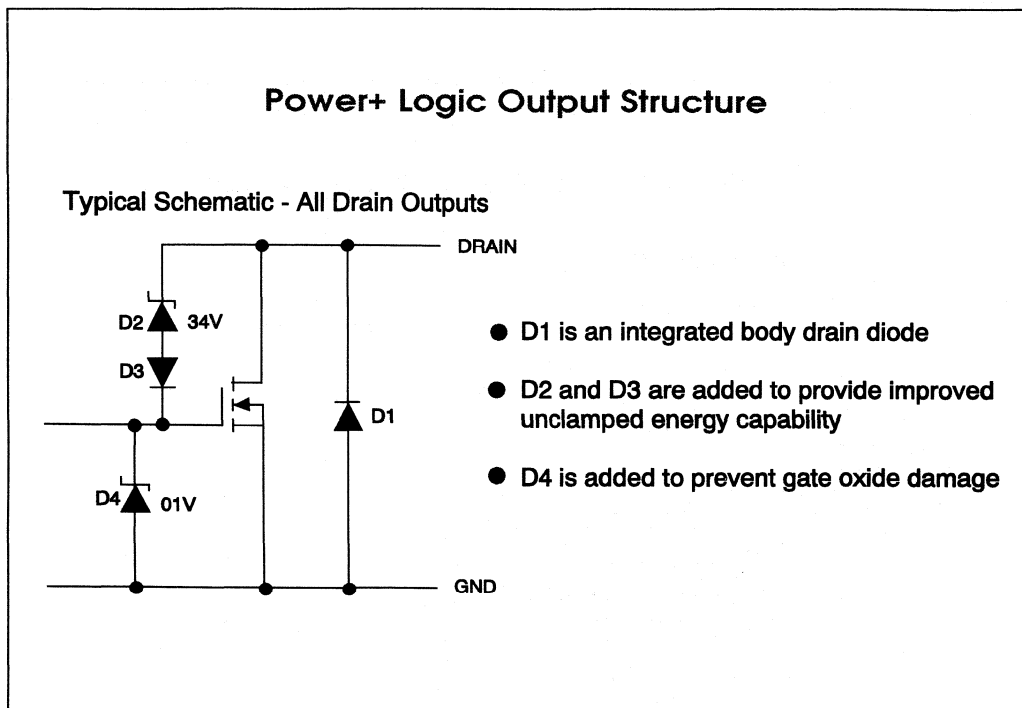 Power+ Logic Output Structure
Typical Schematic - All Drain Outputs
DRAIN
D2 34V
D3
D1
D4 01V
GND
● D1 is an integrated body drain diode
● D2 and D3 are added to provide improved
unclamped energy capability
● D4 is added to prevent gate oxide damage